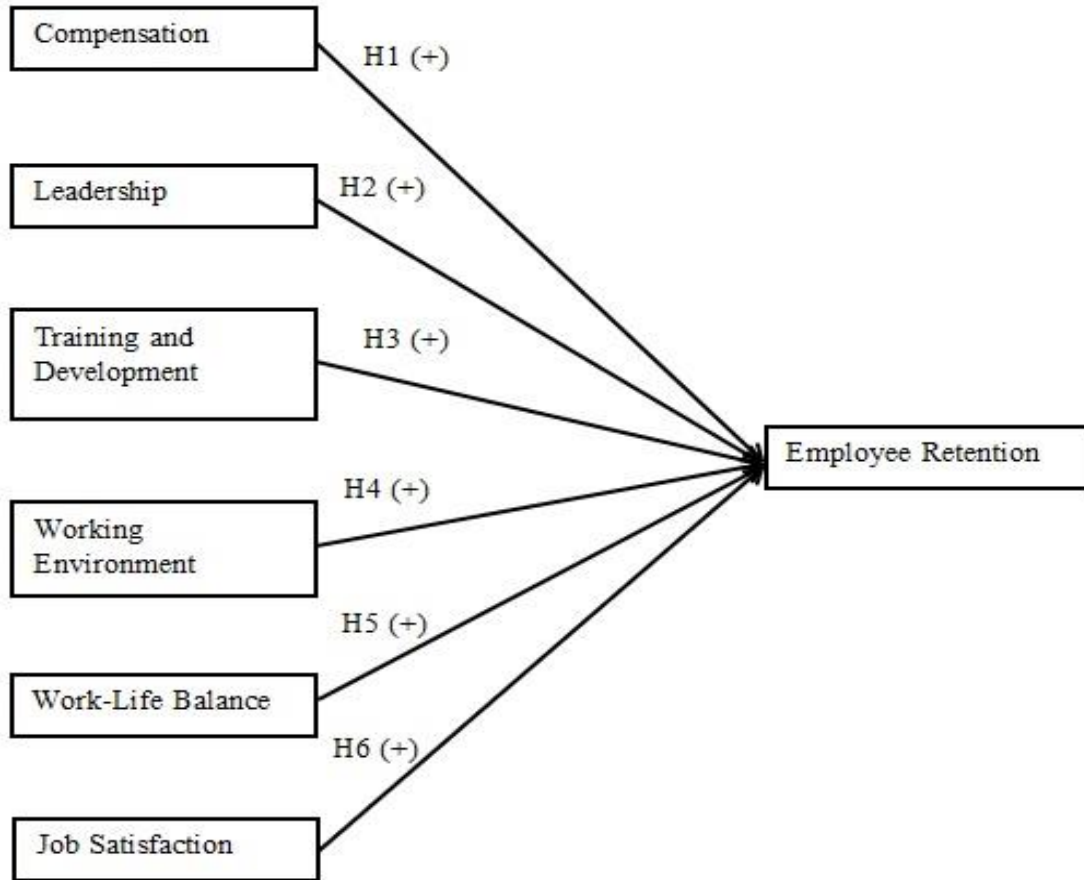 Compensation
H1 (+)
Leadership
H2 (+)
Training and
Development
H3 (+)
Employee Retention
Working
Environment
H4 (+)
Work-Life Balance
H5 (+)
Job Satisfaction
H6 (+)